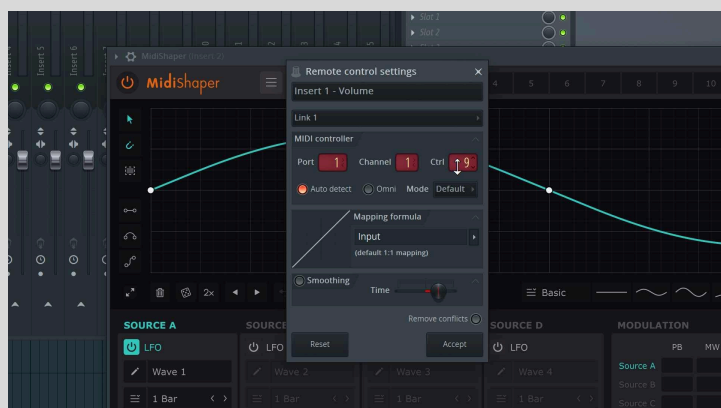 Slot 1
Slot 2
Slot 3
MidiShaper (Insert 2)
Insert 5
Insert 6
MidiShaper
4 5 6 7 8 9 10
Remote control settings
Insert 1 - Volume
Link 1
MIDI controller
Port 1 Channel 1 Ctrl 9
Auto detect Omni Mode Default
Mapping formula
Input
(default 1:1 mapping)
Smoothing
Time
Remove conflicts
Reset Accept
2x
Basic
SOURCE A SOURCE SOURCE D MODULATION
LFO LFO LFO PB MW
Wave 1 Wave 2 Wave 3 Wave 4 Source A
Source B
1 Bar 1 Bar 1 Bar 1 Bar Source C